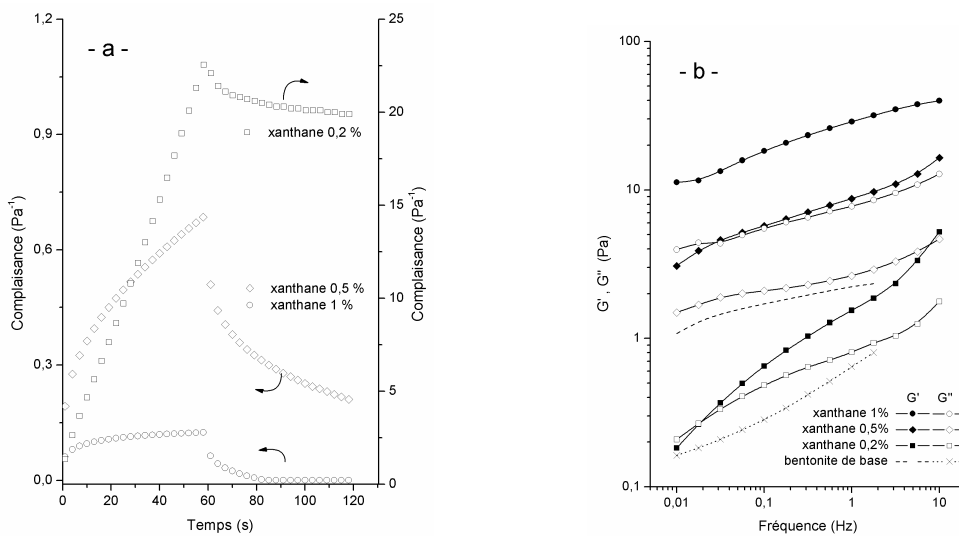 - a -
1,2
0,9
0,6
0,3
0,0
Complaisance (Pa-1)
25
20
15
10
5
0
Complaisance (Pa-1)
xanthane 0,2 %
xanthane 0,5 %
xanthane 1 %
0 20 40 60 80 100 120
Temps (s)
- b -
100
10
1
0,1
G', G" (Pa)
G' G"
xanthane 1%
xanthane 0,5%
xanthane 0,2%
bentonite de base
0,01 0,1 1 10
Fréquence (Hz)